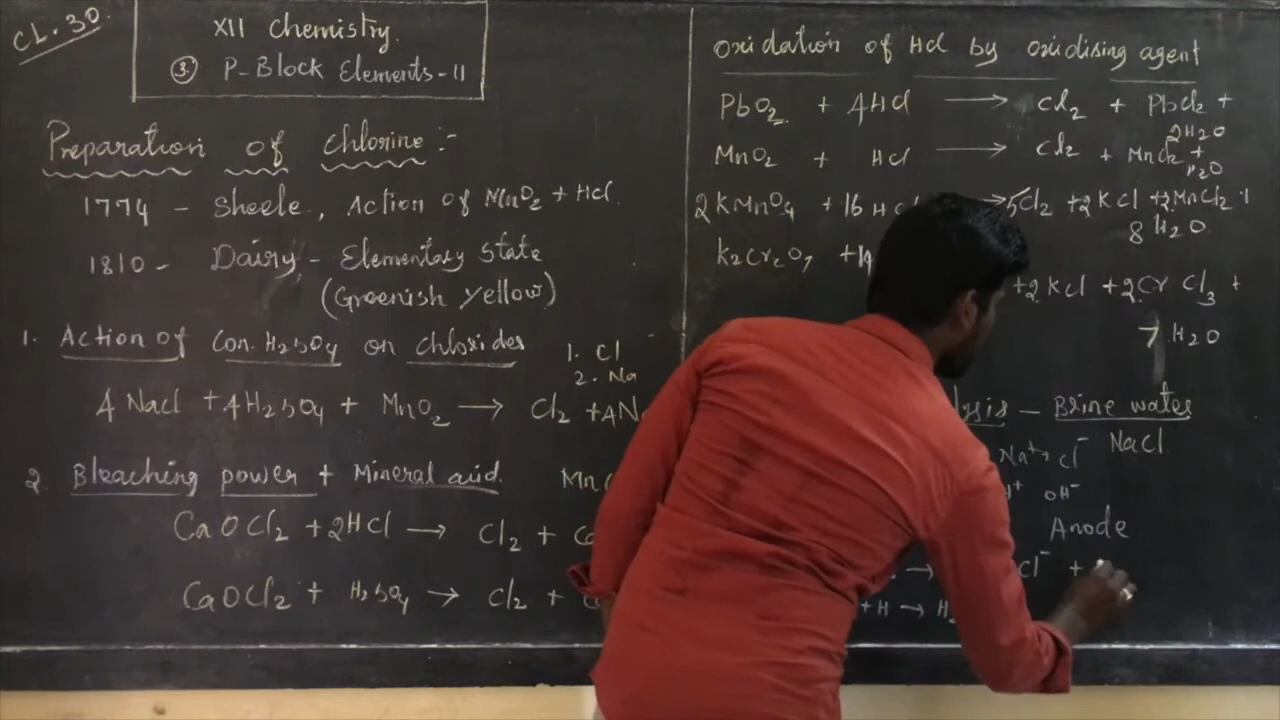 CL. 30
XII Chemistry.
③ P-Block Elements-II
Preparation of chlorine :-
1774 - Sheele, Action of MnO2 + HCl.
1810 - Dairy - Elementary State
(Greenish Yellow)
1. Action of Con. H2SO4 on chlorides
1. Cl
2. Na
4 NaCl + 4H2SO4 + MnO2 → Cl2 + 4N
2. Bleaching power + Mineral acid.
CaOCl2 + 2HCl → Cl2 +
CaOCl2 + H2SO4 → Cl2 +
Oxidation of HCl by oxidising agent
PbO2 + 4HCl → Cl2 + PbCl2 +
2H2O
MnO2 + HCl → Cl2 + MnCl2 +
H2O
2KMnO4 + 16 HCl → 5Cl2 + 2KCl + 2MnCl2 +
8 H2O
K2Cr2O7 + 14
+2KCl + 2Cr Cl3 +
7 H2O
lysis - Brine water
Na+ + Cl- NaCl
OH-
Anode
Cl- +
+ H → H